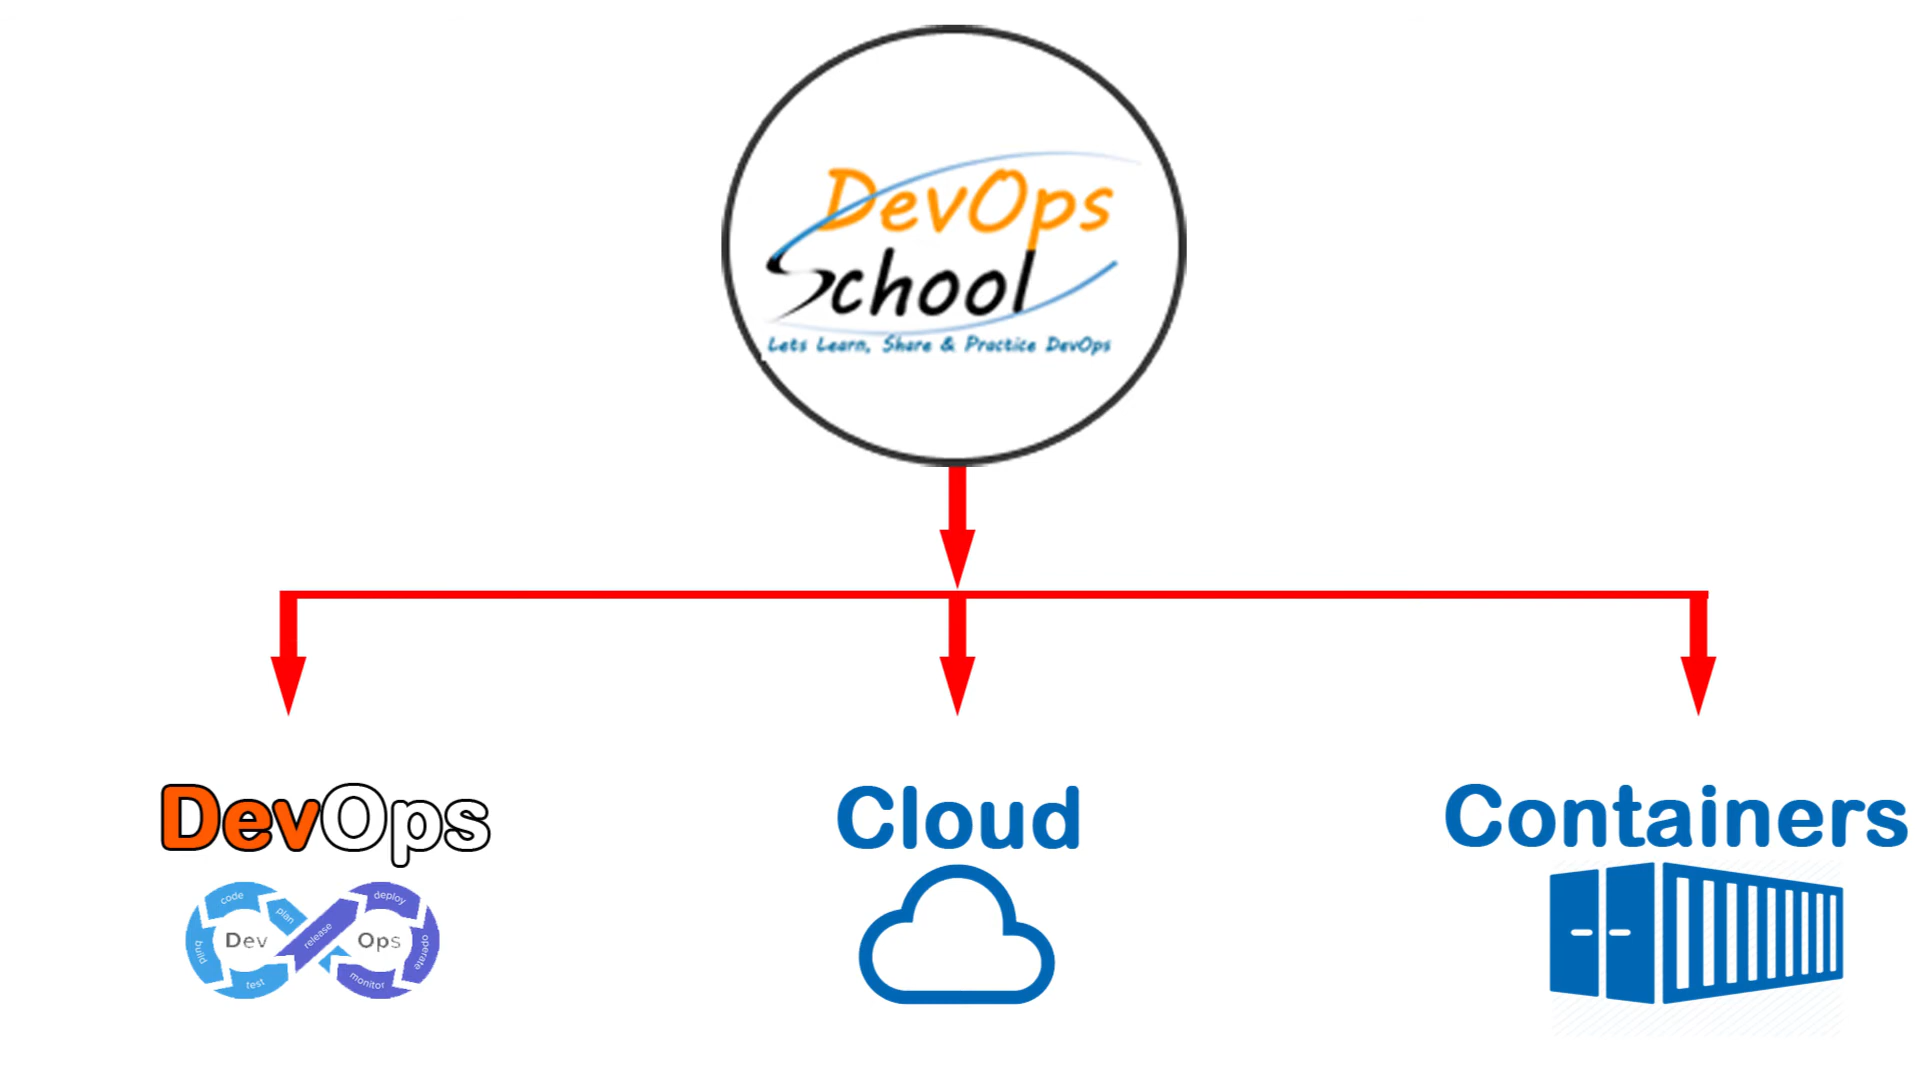 DevOps
School
Lets Learn, Share & Practice DevOps
DevOps
Cloud
Containers
code
plan
build
Dev
test
release
deploy
Ops
operate
monitor